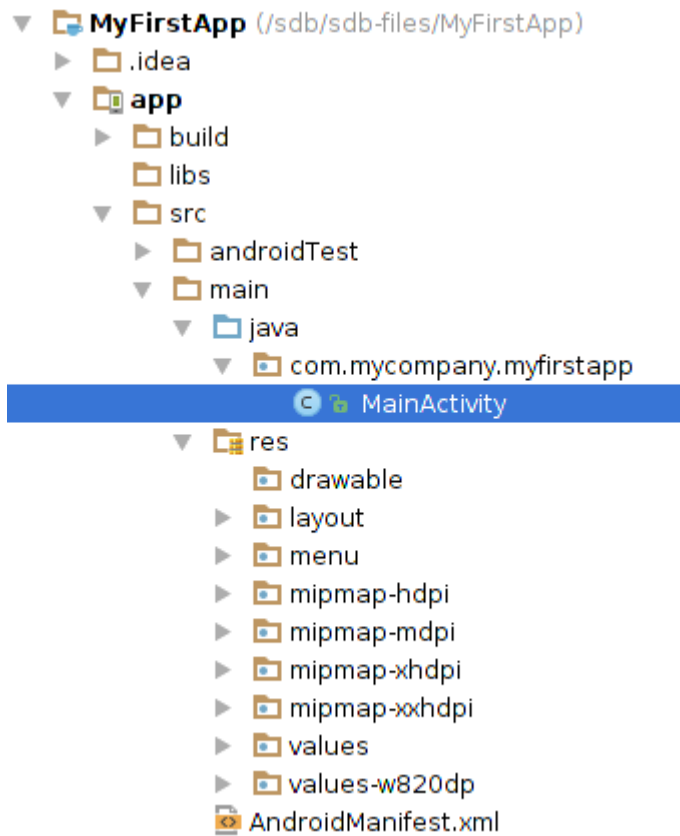 MyFirstApp (/sdb/sdb-files/MyFirstApp)
.idea
app
build
libs
src
androidTest
main
java
com.mycompany.myfirstapp
C MainActivity
res
drawable
layout
menu
mipmap-hdpi
mipmap-mdpi
mipmap-xhdpi
mipmap-xxhdpi
values
values-w820dp
AndroidManifest.xml